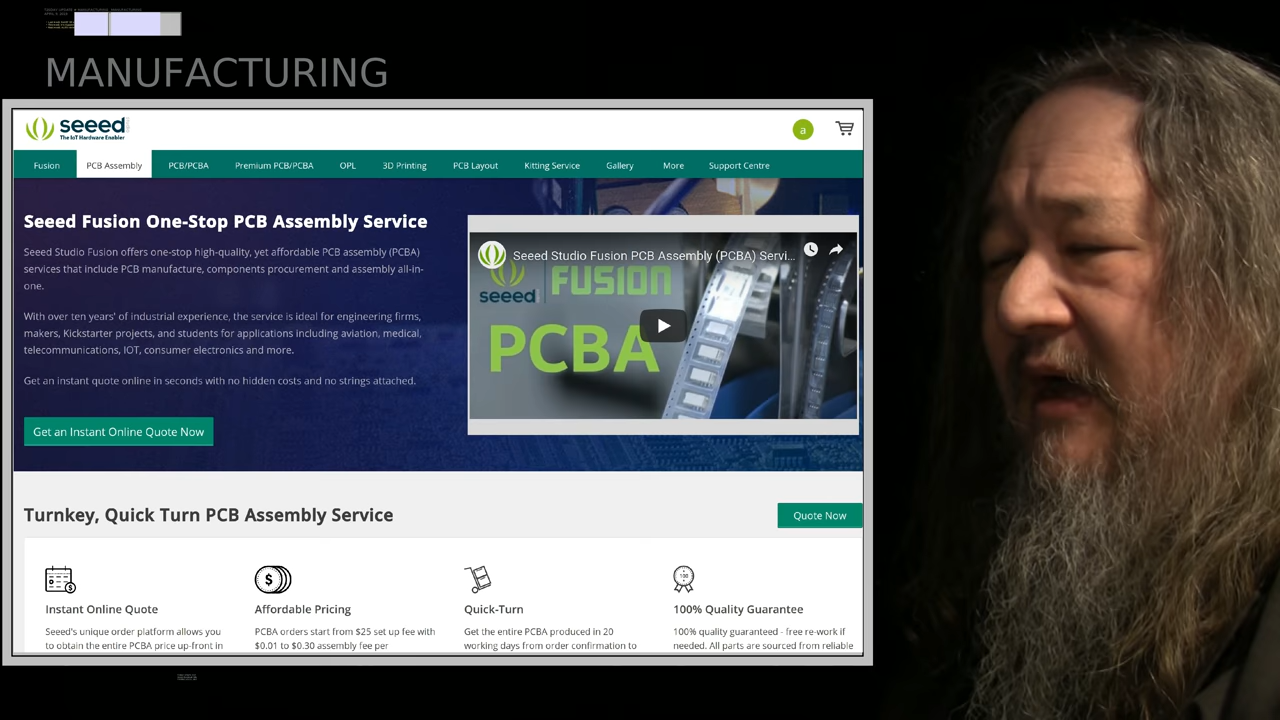 MANUFACTURING
seeed
The IoT Hardware Enabler
a
Fusion
PCB Assembly
PCB/PCBA
Premium PCB/PCBA
OPL
3D Printing
PCB Layout
Kitting Service
Gallery
More
Support Centre
Seeed Fusion One-Stop PCB Assembly Service
Seeed Studio Fusion offers one-stop high-quality, yet affordable PCB assembly (PCBA)
services that include PCB manufacture, components procurement and assembly all-in-
one.
With over ten years' of industrial experience, the service is ideal for engineering firms,
makers, Kickstarter projects, and students for applications including aviation, medical,
telecommunications, IOT, consumer electronics and more.
Get an instant quote online in seconds with no hidden costs and no strings attached.
Get an Instant Online Quote Now
Seeed Studio Fusion PCB Assembly (PCBA) Servi...
seeed
FUSION
PCBA
Turnkey, Quick Turn PCB Assembly Service
Quote Now
Instant Online Quote
Seeed's unique order platform allows you
to obtain the entire PCBA price up-front in
$
Affordable Pricing
PCBA orders start from $25 set up fee with
$0.01 to $0.30 assembly fee per
Quick-Turn
Get the entire PCBA produced in 20
working days from order confirmation to
100
100% Quality Guarantee
100% quality guaranteed - free re-work if
needed. All parts are sourced from reliable